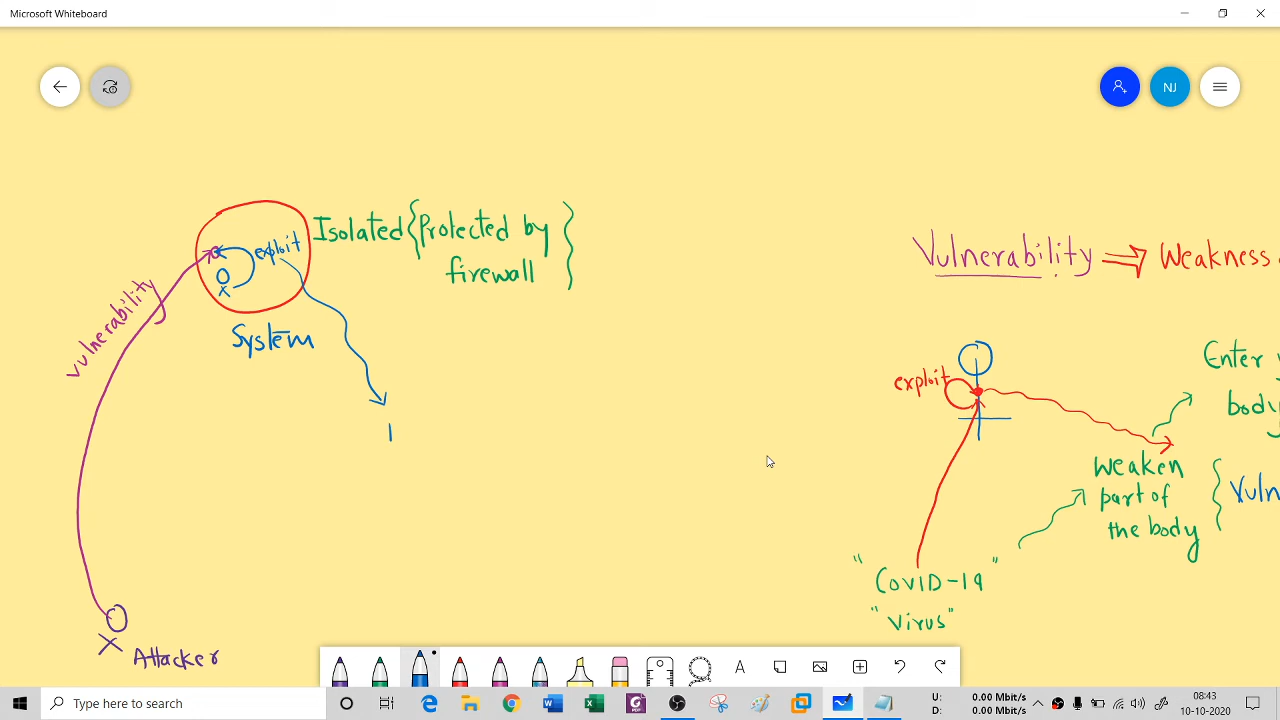 Microsoft Whiteboard
NJ
Isolated {Protected by
firewall }
exploit
vulnerability
System
Attacker
Vulnerability ⇒ Weakness
exploit
Enter
body
Weaken
part of
the body
{ Vuln
"COVID-19"
"Virus"
A
Type here to search
U: 0.00 Mbit/s
D: 0.00 Mbit/s
08:43
10-10-2020